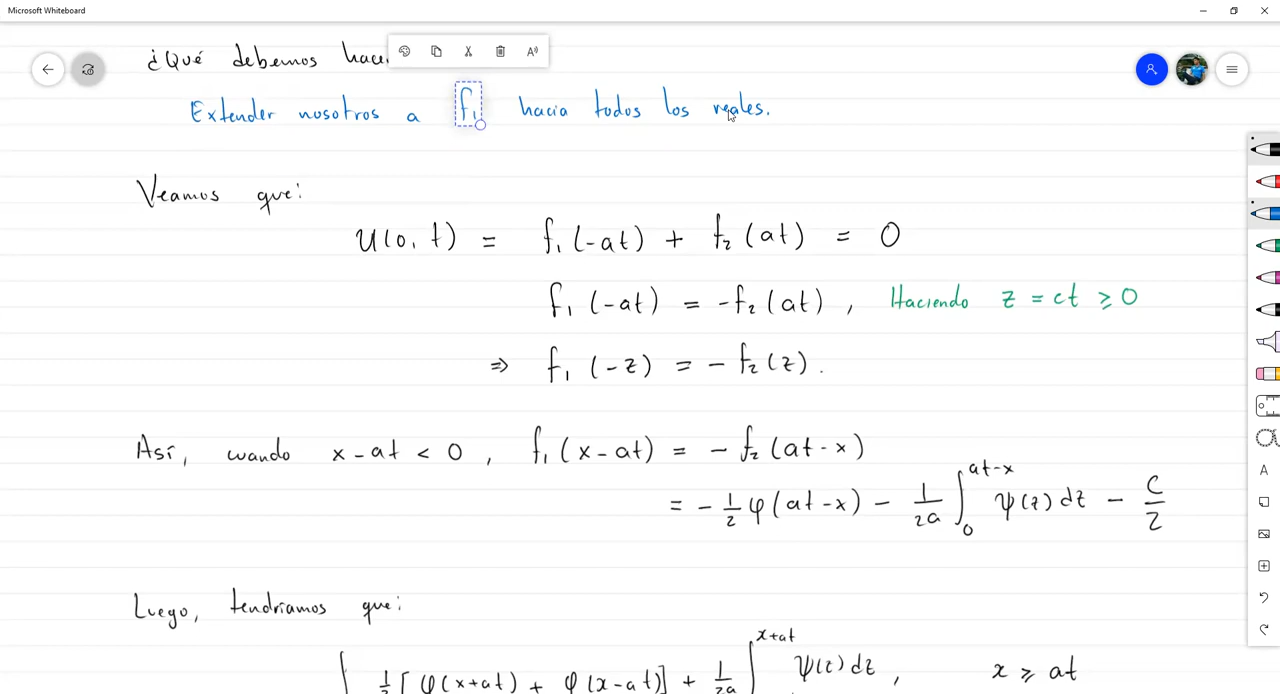 Microsoft Whiteboard
¿Qué debemos hacer
Extender nosotros a f₁ hacia todos los reales.
Veamos que:
u(0, t) = f₁(-at) + f₂(at) = 0
f₁(-at) = -f₂(at), Haciendo z = ct ≥ 0
⇒ f₁(-z) = -f₂(z).
Así, cuando x-at < 0, f₁(x-at) = -f₂(at-x)
= -1/2 φ(at-x) - 1/2a ∫₀^{at-x} ψ(z)dz - C/2
Luego, tendríamos que:
1/2 [φ(x+at) + φ(x-at)] + 1/2a ∫^{x+at} ψ(z)dz, x ≥ at